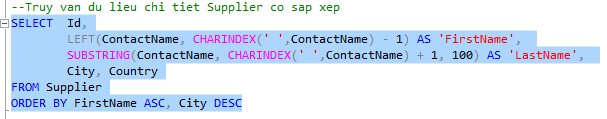 --Truy van du lieu chi tiet Supplier co sap xep
SELECT  Id,
LEFT(ContactName, CHARINDEX(' ',ContactName) - 1) AS 'FirstName',
SUBSTRING(ContactName, CHARINDEX(' ',ContactName) + 1, 100) AS 'LastName',
City, Country
FROM Supplier
ORDER BY FirstName ASC, City DESC